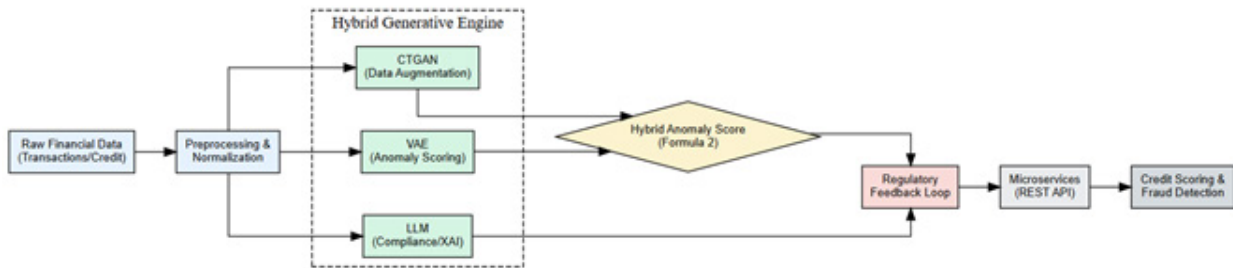 Hybrid Generative Engine
CTGAN
(Data Augmentation)
Raw Financial Data
(Transactions/Credit)
Preprocessing &
Normalization
VAE
(Anomaly Scoring)
Hybrid Anomaly Score
(Formula 2)
LLM
(Compliance/XAI)
Regulatory
Feedback Loop
Microservices
(REST API)
Credit Scoring &
Fraud Detection